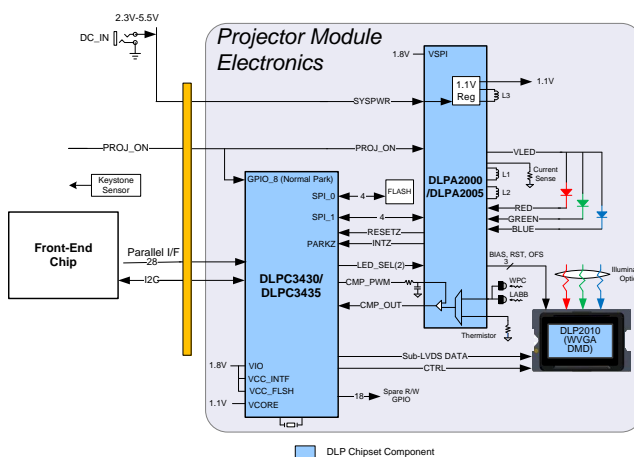 2.3V-5.5V
DC_IN
Projector Module
Electronics
1.8V
VSPI
1.1V
Reg
1.1V
L3
SYSPWR
PROJ_ON
PROJ_ON
VLED
Current
Sense
Keystone
Sensor
GPIO_8 (Normal Park)
SPI_0
4
FLASH
DLPA2000
/DLPA2005
L1
L2
SPI_1
4
RED
GREEN
BLUE
RESETZ
PARKZ
INTZ
Front-End
Chip
Parallel I/F
28
I2C
DLPC3430/
DLPC3435
LED_SEL(2)
BIAS, RST, OFS
3
CMP_PWM
WPC
LABB
CMP_OUT
Thermistor
DLP2010
(WVGA
DMD)
Sub-LVDS DATA
CTRL
1.8V
VIO
VCC_INTF
VCC_FLSH
1.1V
VCORE
18
Spare R/W
GPIO
DLP Chipset Component